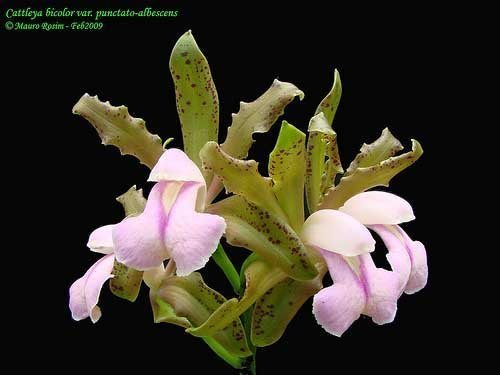 Cattleya bicolor var. punctato-albescens
© Mauro Rosim - Feb2009